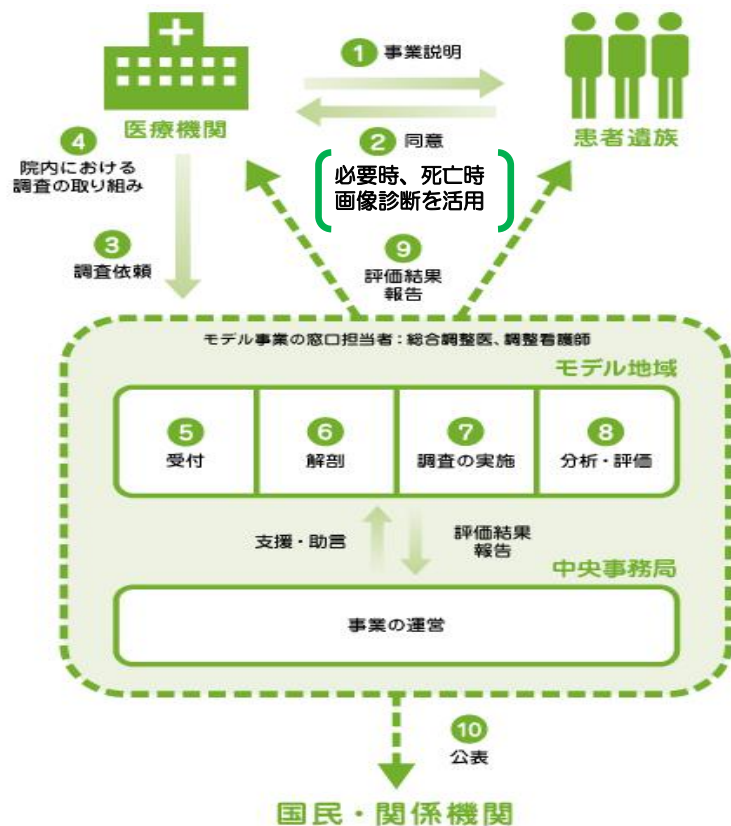 1 事業説明
医療機関
患者遺族
2 同意
必要時、死亡時
画像診断を活用
4
院内における
調査の取り組み
3
調査依頼
9
評価結果
報告
モデル事業の窓口担当者：総合調整医、調整看護師
モデル地域
5
受付
6
解剖
7
調査の実施
8
分析・評価
支援・助言
評価結果
報告
中央事務局
事業の運営
10
公表
国民・関係機関